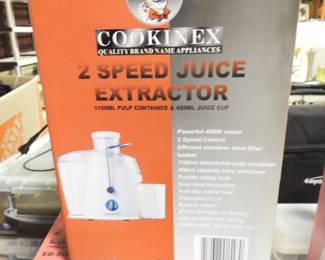 COOKINEX
QUALITY BRAND NAME APPLIANCES
2 SPEED JUICE
EXTRACTOR
1100ML PULP CONTAINER & 450ML JUICE CUP
Powerful 400W motor
2 Speed Control
Efficient stainless steel filter
basket
1100ml detachable pulp container
450ml capacity juice container
Double safety lock
Over heat protection
Anti-slip rubber feet
Transparent Lid
Easy to clean